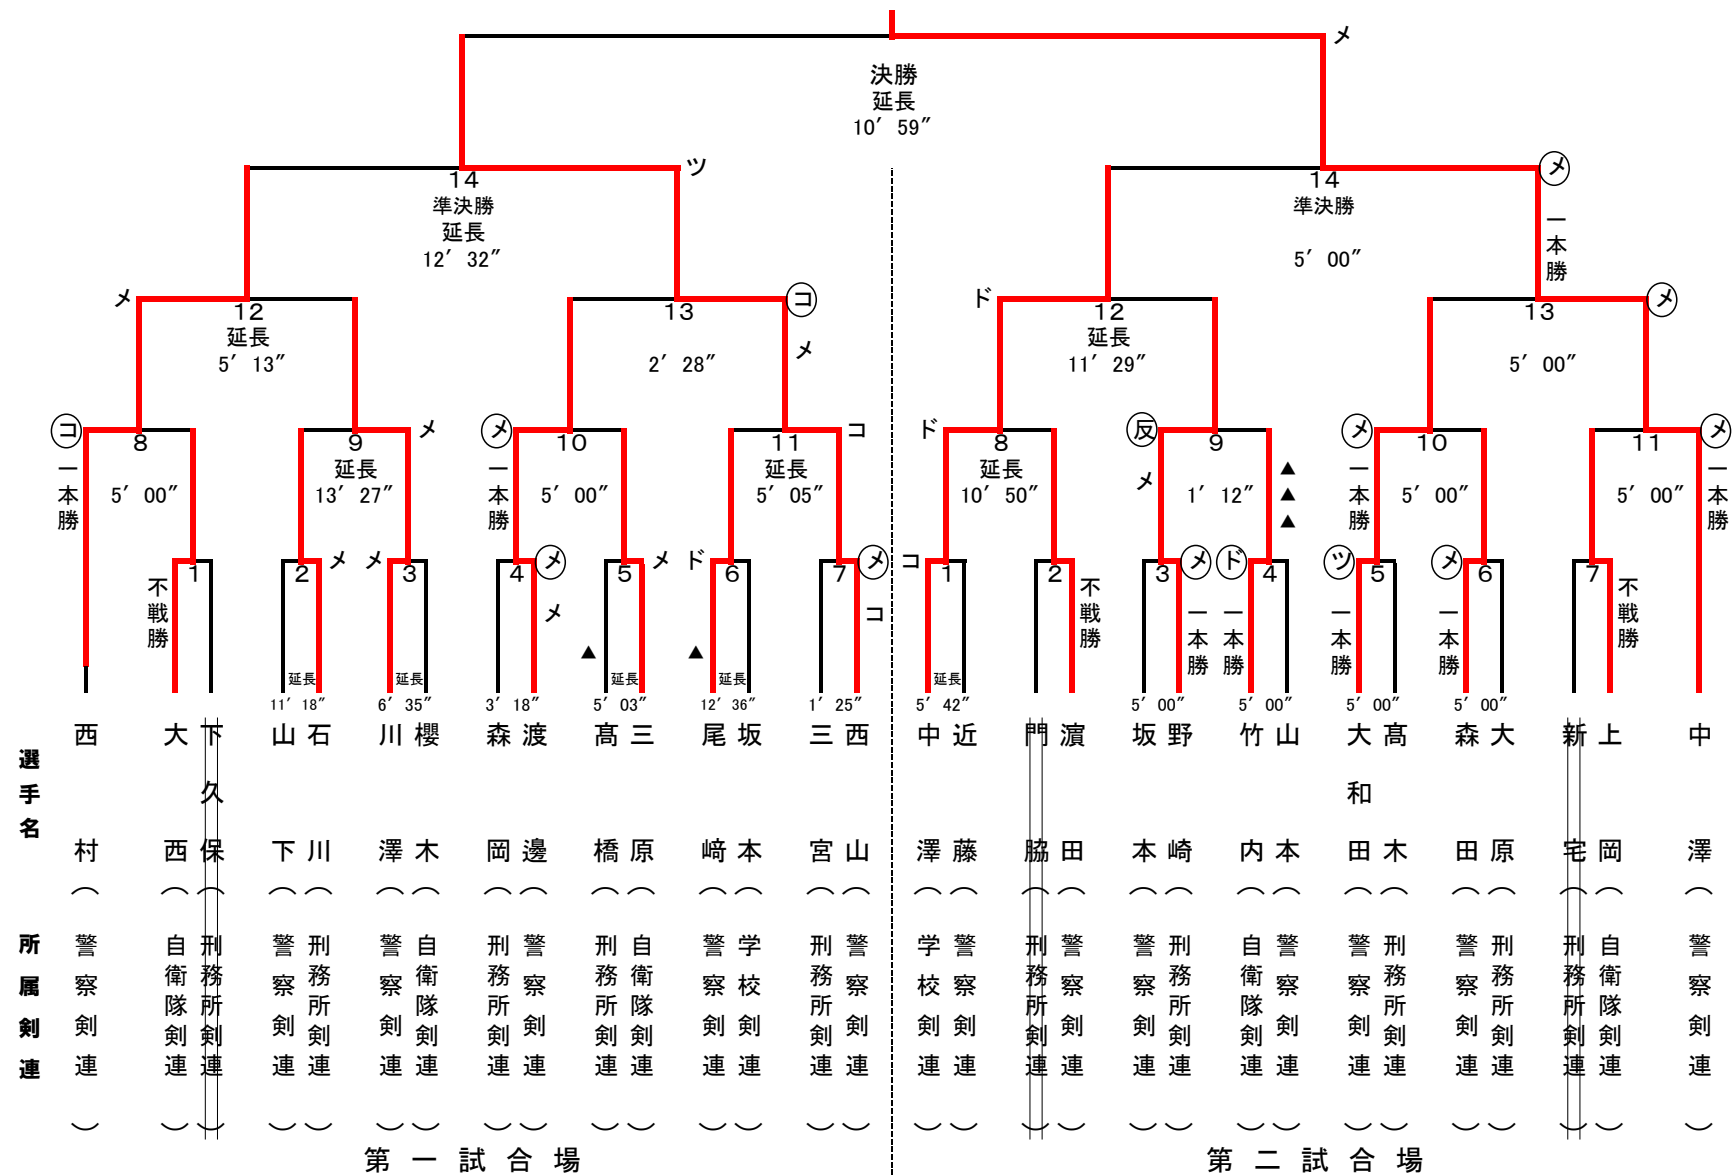 メ
決勝
延長
10′ 59″
ツ
14
準決勝
延長
12′ 32″
14
準決勝
5′ 00″
メ
一本勝
メ
12
延長
5′ 13″
13
2′ 28″
コ
メ
ド
12
延長
11′ 29″
13
5′ 00″
メ
コ
一本勝
8
5′ 00″
9
延長
13′ 27″
メ
メ
一本勝
10
5′ 00″
11
延長
5′ 05″
コ
ド
8
延長
10′ 50″
反
メ
9
1′ 12″
▲
▲
▲
メ
一本勝
10
5′ 00″
11
5′ 00″
メ
一本勝
1
不戦勝
2
メ
延長
11′ 18″
メ
3
延長
6′ 35″
4
メ
メ
3′ 18″
5
メ
▲
延長
5′ 03″
ド
6
▲
延長
12′ 36″
7
メ
コ
1′ 25″
コ
1
延長
5′ 42″
2
不戦勝
3
メ
一本勝
5′ 00″
ド
4
一本勝
5′ 00″
ツ
5
一本勝
5′ 00″
メ
6
一本勝
5′ 00″
7
不戦勝
選手名
所属剣連
西村（警察剣連）
大西（自衛隊剣連）
下久保（刑務所剣連）
山下（警察剣連）
石川（刑務所剣連）
川澤（警察剣連）
櫻木（自衛隊剣連）
森岡（刑務所剣連）
渡邊（警察剣連）
髙橋（刑務所剣連）
三原（自衛隊剣連）
尾﨑（警察剣連）
坂本（学校剣連）
三宮（刑務所剣連）
西山（警察剣連）
中澤（学校剣連）
近藤（警察剣連）
門脇（刑務所剣連）
濵田（警察剣連）
坂本（警察剣連）
野崎（刑務所剣連）
竹内（自衛隊剣連）
山本（警察剣連）
大和田（警察剣連）
髙木（刑務所剣連）
森田（警察剣連）
大原（刑務所剣連）
新宅（刑務所剣連）
上岡（自衛隊剣連）
中澤（警察剣連）
第一試合場
第二試合場